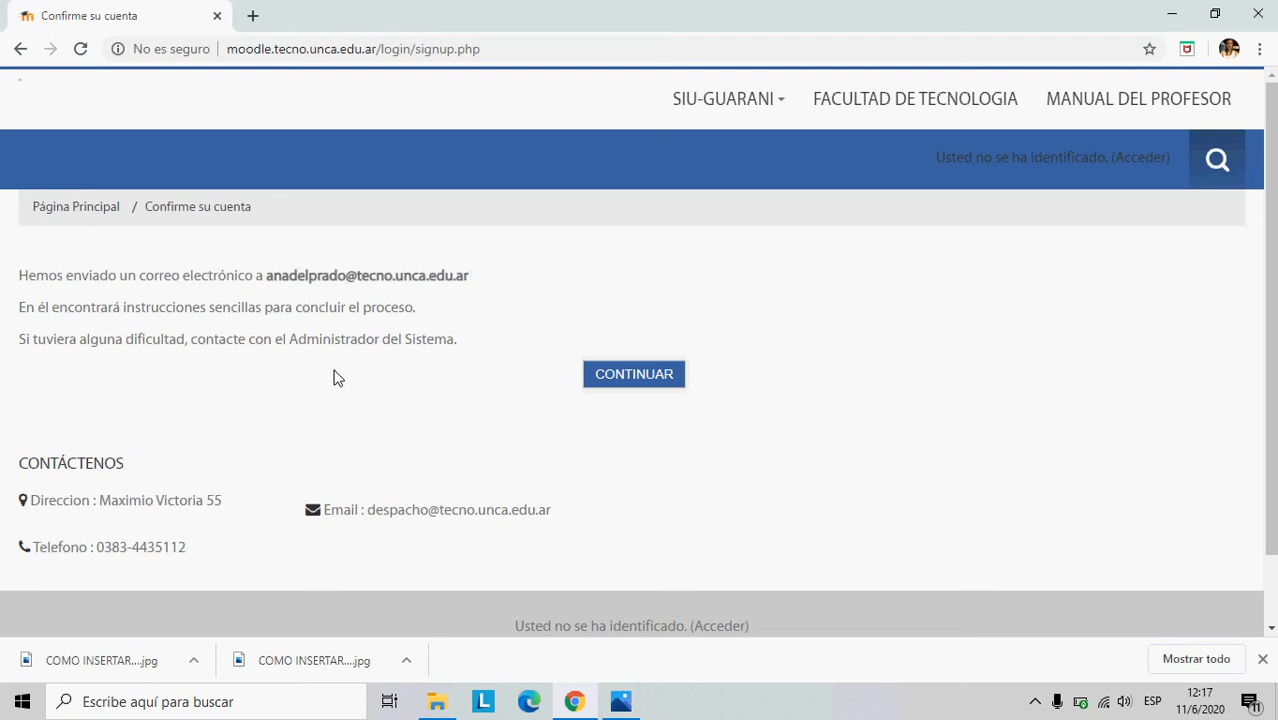 Confirme su cuenta
No es seguro
moodle.tecno.unca.edu.ar/login/signup.php
SIU-GUARANI
FACULTAD DE TECNOLOGIA
MANUAL DEL PROFESOR
Usted no se ha identificado. (Acceder)
Página Principal / Confirme su cuenta
Hemos enviado un correo electrónico a anadelprado@tecno.unca.edu.ar
En él encontrará instrucciones sencillas para concluir el proceso.
Si tuviera alguna dificultad, contacte con el Administrador del Sistema.
CONTINUAR
CONTÁCTENOS
Direccion : Maximio Victoria 55
Email : despacho@tecno.unca.edu.ar
Telefono : 0383-4435112
Usted no se ha identificado. (Acceder)
COMO INSERTAR....jpg
COMO INSERTAR....jpg
Mostrar todo
Escribe aquí para buscar
L
ESP
12:17
11/6/2020
11